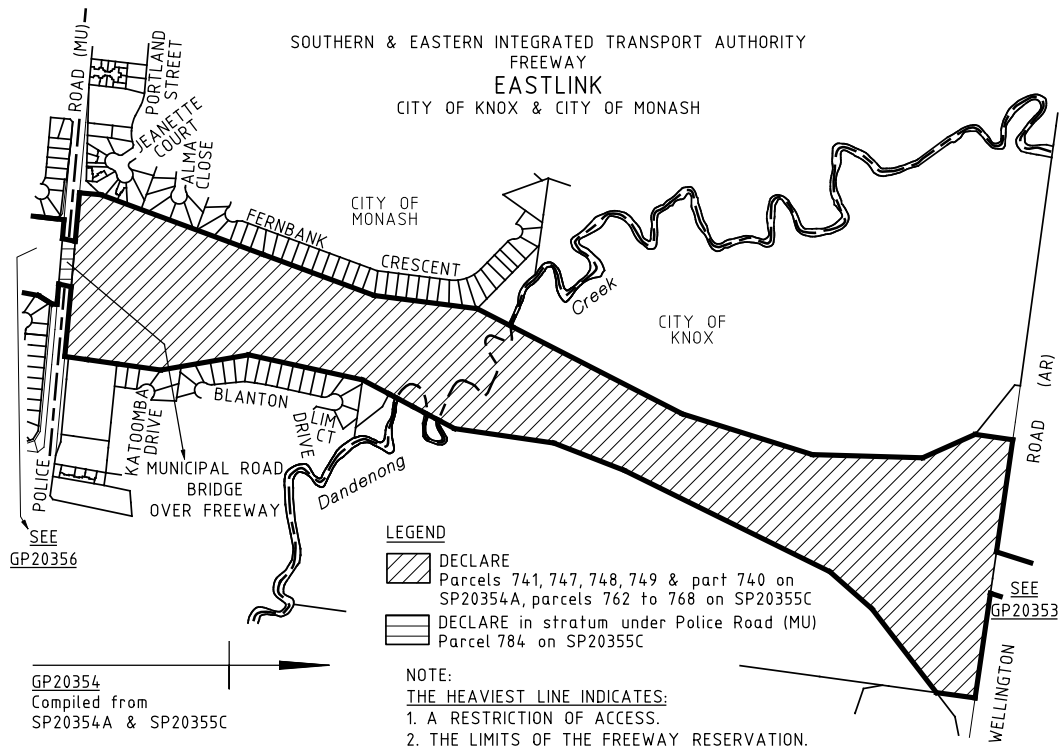 SOUTHERN & EASTERN INTEGRATED TRANSPORT AUTHORITY
FREEWAY
EASTLINK
CITY OF KNOX & CITY OF MONASH
ROAD (MU)
PORTLAND
STREET
JEANETTE
COURT
ALMA
CLOSE
CITY OF
MONASH
FERNBANK
CRESCENT
Creek
CITY OF
KNOX
ROAD (AR)
KATOOMBA
DRIVE
BLANTON
DRIVE
LIM
CT
POLICE
MUNICIPAL ROAD
BRIDGE
OVER FREEWAY
Dandenong
SEE
GP20356
LEGEND
DECLARE
Parcels 741, 747, 748, 749 & part 740 on
SP20354A, parcels 762 to 768 on SP20355C
DECLARE in stratum under Police Road (MU)
Parcel 784 on SP20355C
SEE
GP20353
WELLINGTON
GP20354
Compiled from
SP20354A & SP20355C
NOTE:
THE HEAVIEST LINE INDICATES:
1. A RESTRICTION OF ACCESS.
2. THE LIMITS OF THE FREEWAY RESERVATION.